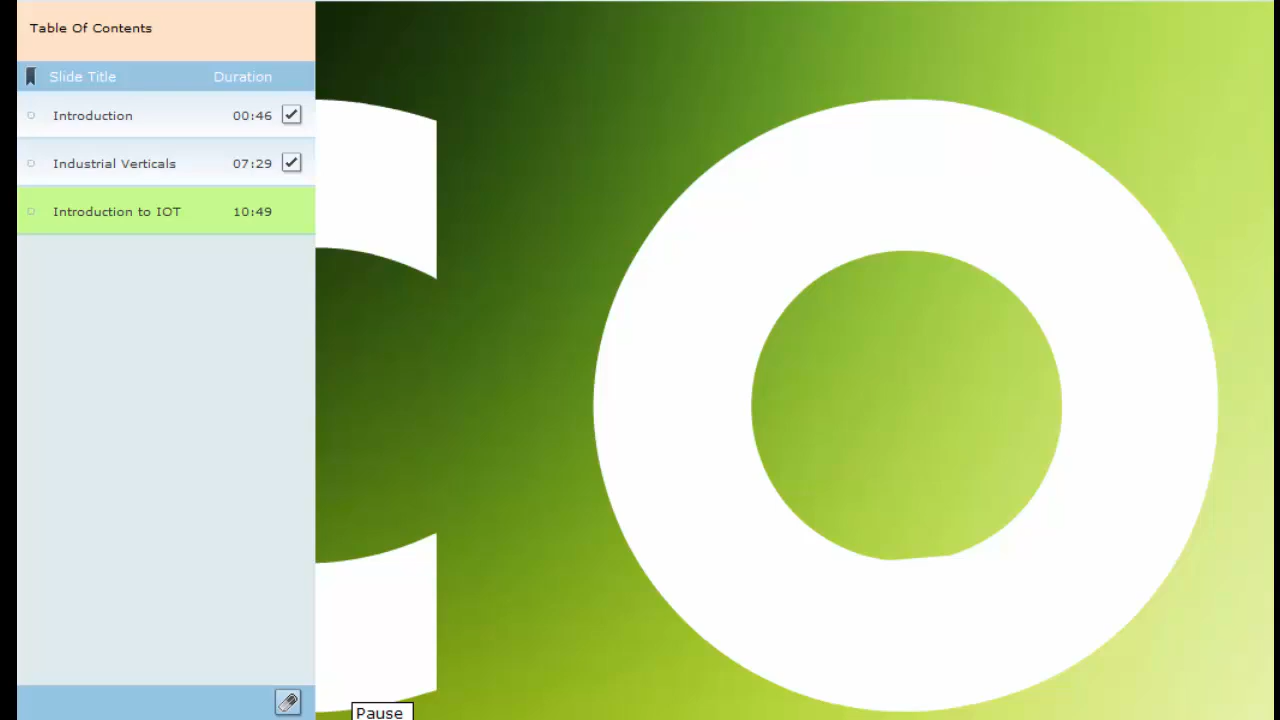 Table Of Contents
Slide Title Duration
Introduction 00:46
Industrial Verticals 07:29
Introduction to IOT 10:49
CO
Pause